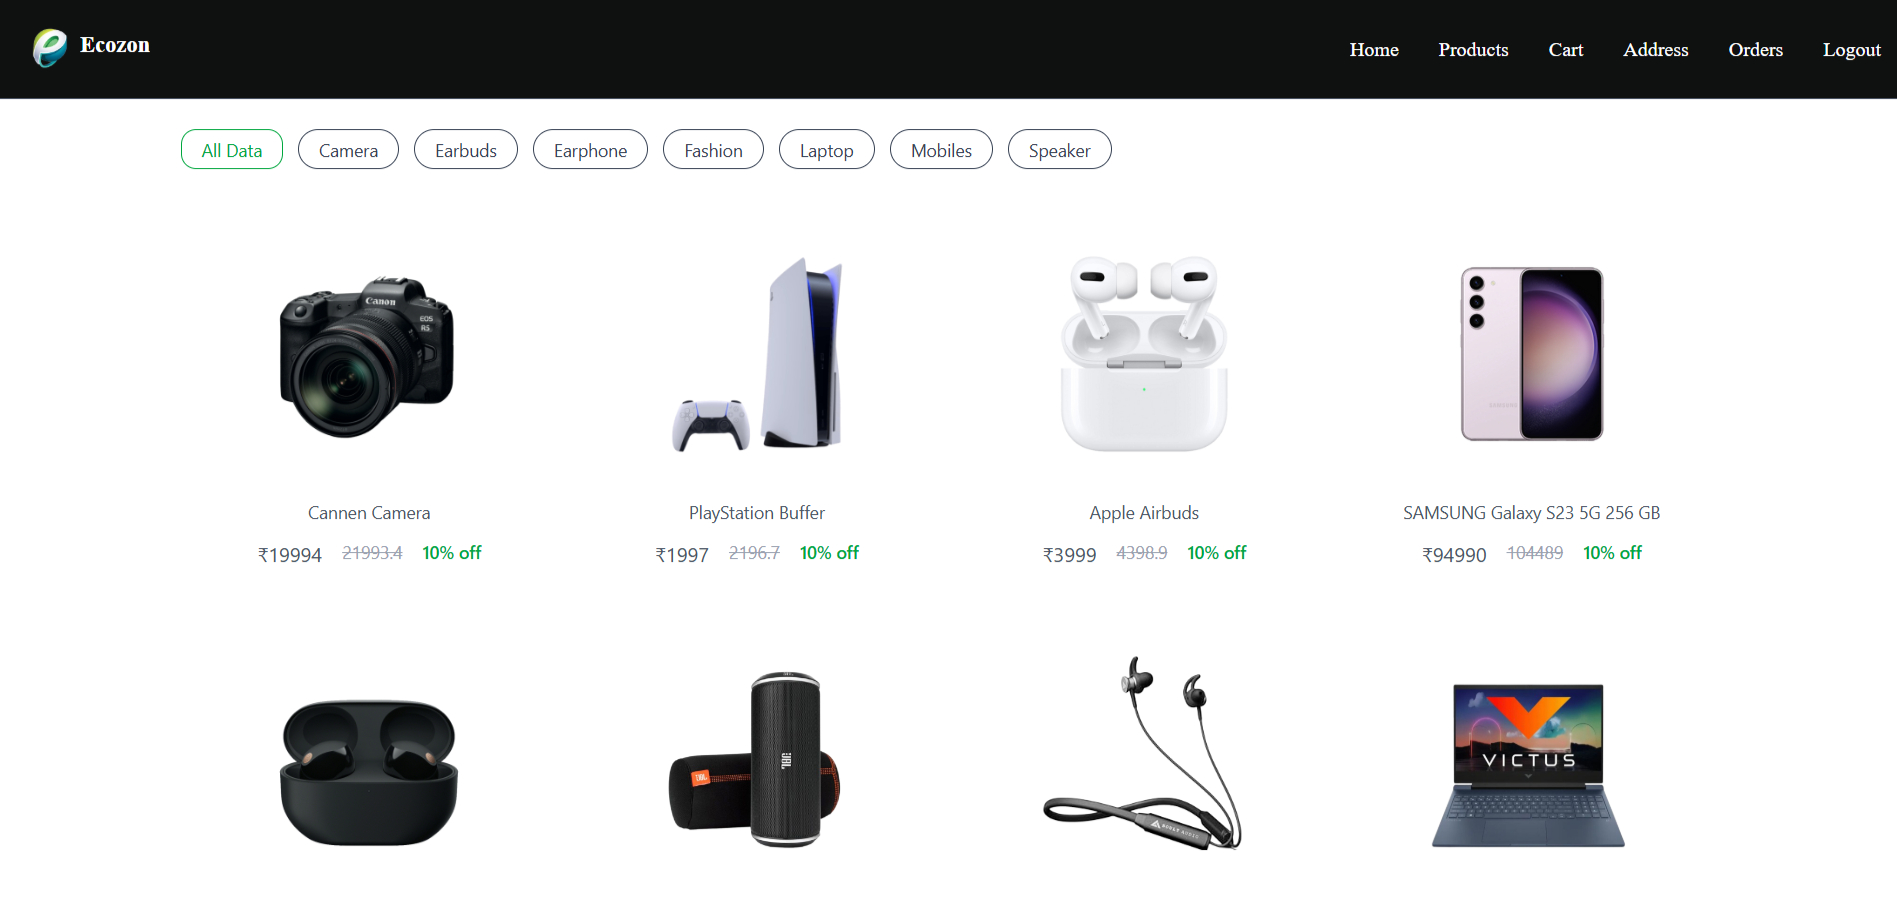 Ecozon
Home Products Cart Address Orders Logout
All Data Camera Earbuds Earphone Fashion Laptop Mobiles Speaker
Canon
EOS
R5
SAMSUNG
Cannen Camera
PlayStation Buffer
Apple Airbuds
SAMSUNG Galaxy S23 5G 256 GB
₹19994 21993.4 10% off
₹1997 2196.7 10% off
₹3999 4398.9 10% off
₹94990 104489 10% off
JBL
JBL
VICTUS